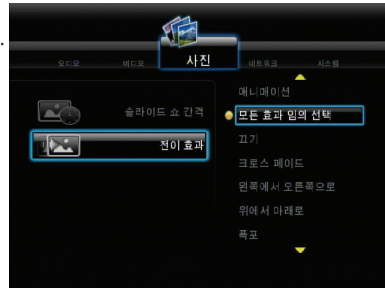 오디오
비디오
사진
네트워크
시스템
슬라이드 쇼 간격
전이 효과
애니메이션
모든 효과 임의 선택
끄기
크로스 페이드
왼쪽에서 오른쪽으로
위에서 아래로
폭포